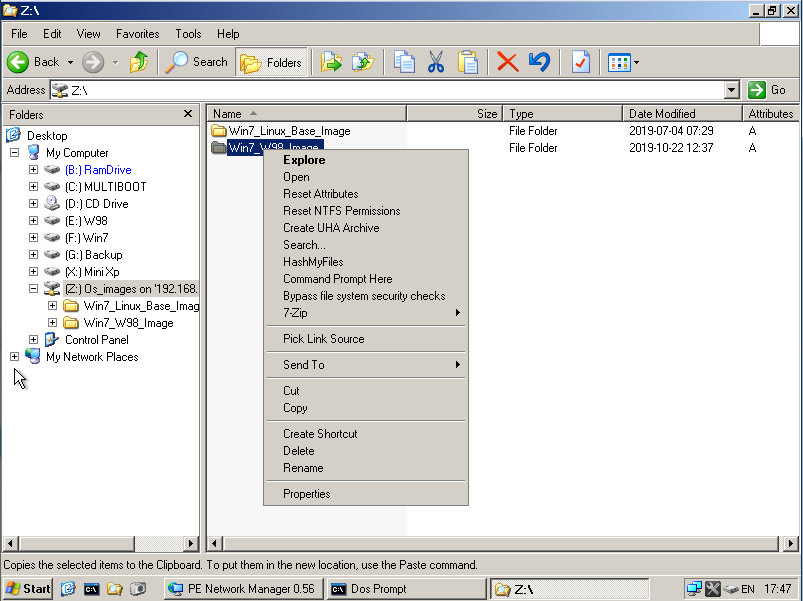 Z:\
File Edit View Favorites Tools Help
Back Search Folders
Address Z:\ Go
Folders
Name Size Type Date Modified Attributes
Desktop
My Computer
(B:) RamDrive
(C:) MULTIBOOT
(D:) CD Drive
(E:) W98
(F:) Win7
(G:) Backup
(X:) Mini Xp
(Z:) Os_images on '192.168.
Win7_Linux_Base_Imag
Win7_W98_Image
Control Panel
My Network Places
Win7_Linux_Base_Image File Folder 2019-07-04 07:29 A
Win7_W98_Image File Folder 2019-10-22 12:37 A
Explore
Open
Reset Attributes
Reset NTFS Permissions
Create UHA Archive
Search...
HashMyFiles
Command Prompt Here
Bypass file system security checks
7-Zip
Pick Link Source
Send To
Cut
Copy
Create Shortcut
Delete
Rename
Properties
Copies the selected items to the Clipboard. To put them in the new location, use the Paste command.
Start PE Network Manager 0.56 Dos Prompt Z:\ EN 17:47